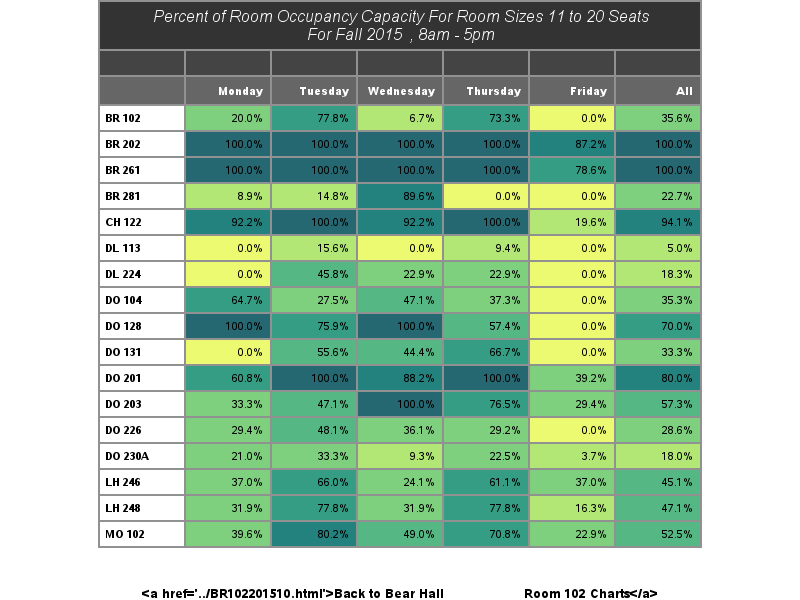 Percent of Room Occupancy Capacity For Room Sizes 11 to 20 Seats
For Fall 2015 , 8am - 5pm
Monday Tuesday Wednesday Thursday Friday All
BR 102 20.0% 77.8% 6.7% 73.3% 0.0% 35.6%
BR 202 100.0% 100.0% 100.0% 100.0% 87.2% 100.0%
BR 261 100.0% 100.0% 100.0% 100.0% 78.6% 100.0%
BR 281 8.9% 14.8% 89.6% 0.0% 0.0% 22.7%
CH 122 92.2% 100.0% 92.2% 100.0% 19.6% 94.1%
DL 113 0.0% 15.6% 0.0% 9.4% 0.0% 5.0%
DL 224 0.0% 45.8% 22.9% 22.9% 0.0% 18.3%
DO 104 64.7% 27.5% 47.1% 37.3% 0.0% 35.3%
DO 128 100.0% 75.9% 100.0% 57.4% 0.0% 70.0%
DO 131 0.0% 55.6% 44.4% 66.7% 0.0% 33.3%
DO 201 60.8% 100.0% 88.2% 100.0% 39.2% 80.0%
DO 203 33.3% 47.1% 100.0% 76.5% 29.4% 57.3%
DO 226 29.4% 48.1% 36.1% 29.2% 0.0% 28.6%
DO 230A 21.0% 33.3% 9.3% 22.5% 3.7% 18.0%
LH 246 37.0% 66.0% 24.1% 61.1% 37.0% 45.1%
LH 248 31.9% 77.8% 31.9% 77.8% 16.3% 47.1%
MO 102 39.6% 80.2% 49.0% 70.8% 22.9% 52.5%
<a href='../BR102201510.html'>Back to Bear Hall Room 102 Charts</a>